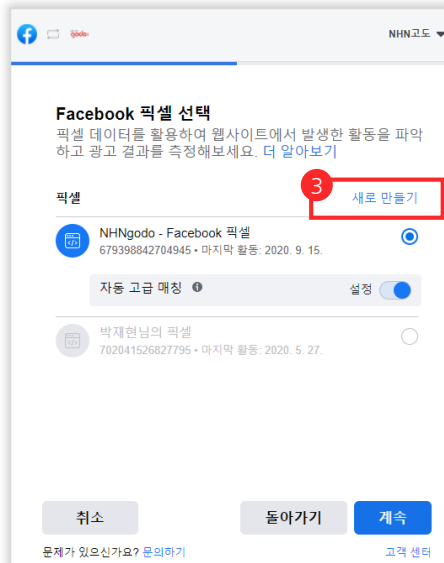 godo: NHN고도
Facebook 픽셀 선택
픽셀 데이터를 활용하여 웹사이트에서 발생한 활동을 파악
하고 광고 결과를 측정해보세요. 더 알아보기
3
픽셀 새로 만들기
NHNgodo - Facebook 픽셀
679398842704945 • 마지막 활동: 2020. 9. 15.
자동 고급 매칭 설정
박재현님의 픽셀
702041526827795 • 마지막 활동: 2020. 5. 27.
취소 돌아가기 계속
문제가 있으신가요? 문의하기 고객 센터